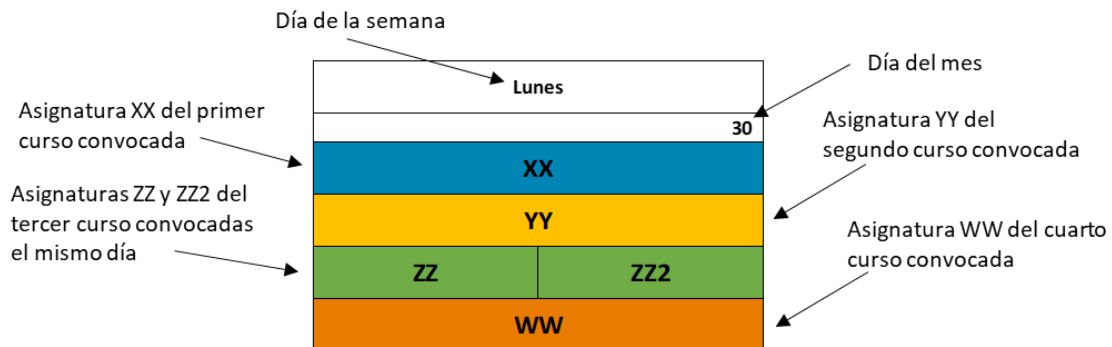 Día de la semana
Lunes
Día del mes
30
Asignatura XX del primer
curso convocada
XX
Asignatura YY del
segundo curso convocada
YY
Asignaturas ZZ y ZZ2 del
tercer curso convocadas
el mismo día
ZZ
ZZ2
Asignatura WW del cuarto
curso convocada
WW